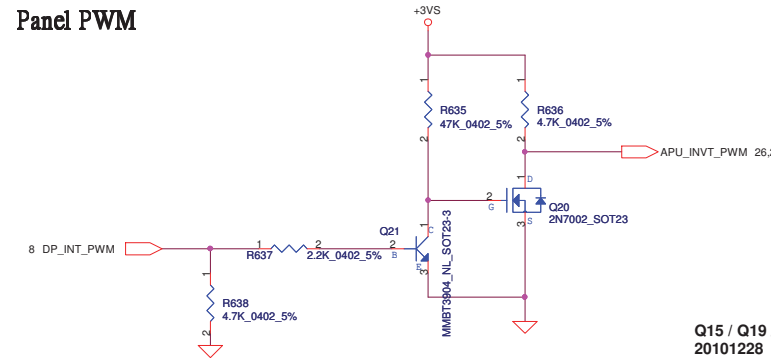 Panel PWM
+3VS
1
1
R635
47K_0402_5%
R636
4.7K_0402_5%
2
2
APU_INVT_PWM 26,
1
D
2
G
Q20
2N7002_SOT23
S
3
Q21
1
C
2
B
E
3
MMBT3904_NL_SOT23-3
8 DP_INT_PWM
1
2
R637
2.2K_0402_5%
1
R638
4.7K_0402_5%
2
Q15 / Q19
20101228